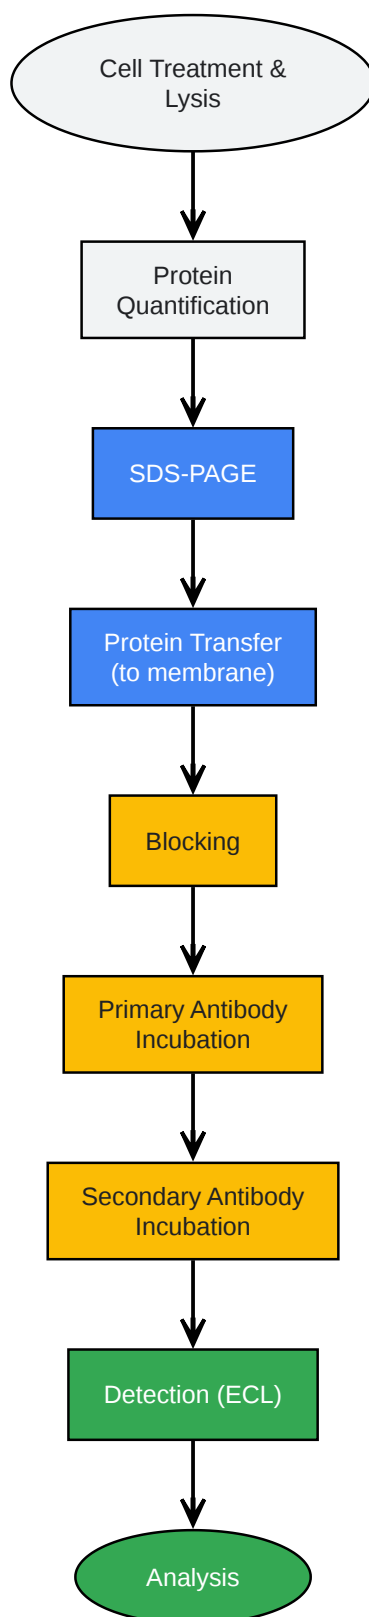 Cell Treatment &
Lysis
Protein
Quantification
SDS-PAGE
Protein Transfer
(to membrane)
Blocking
Primary Antibody
Incubation
Secondary Antibody
Incubation
Detection (ECL)
Analysis